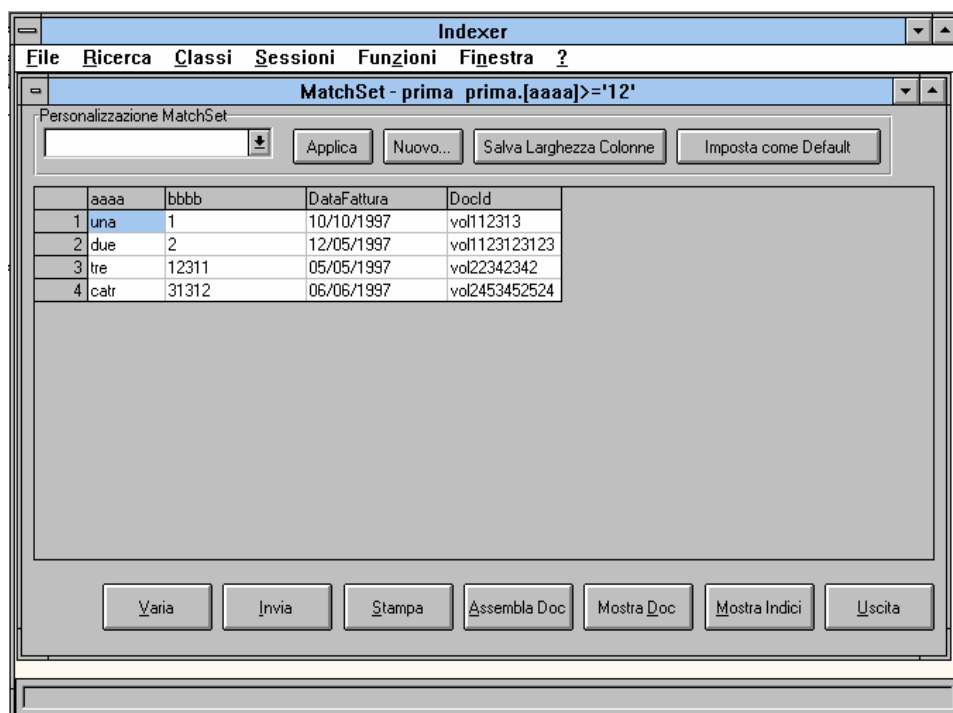 Indexer
File Ricerca Classi Sessioni Funzioni Finestra ?
MatchSet - prima prima.[aaaa]>='12'
Personalizzazione MatchSet
Applica Nuovo... Salva Larghezza Colonne Imposta come Default
aaaa bbbb DataFattura DocId
1 una 1 10/10/1997 vol112313
2 due 2 12/05/1997 vol1123123123
3 tre 12311 05/05/1997 vol22342342
4 catr 31312 06/06/1997 vol2453452524
Varia Invia Stampa Assembla Doc Mostra Doc Mostra Indici Uscita